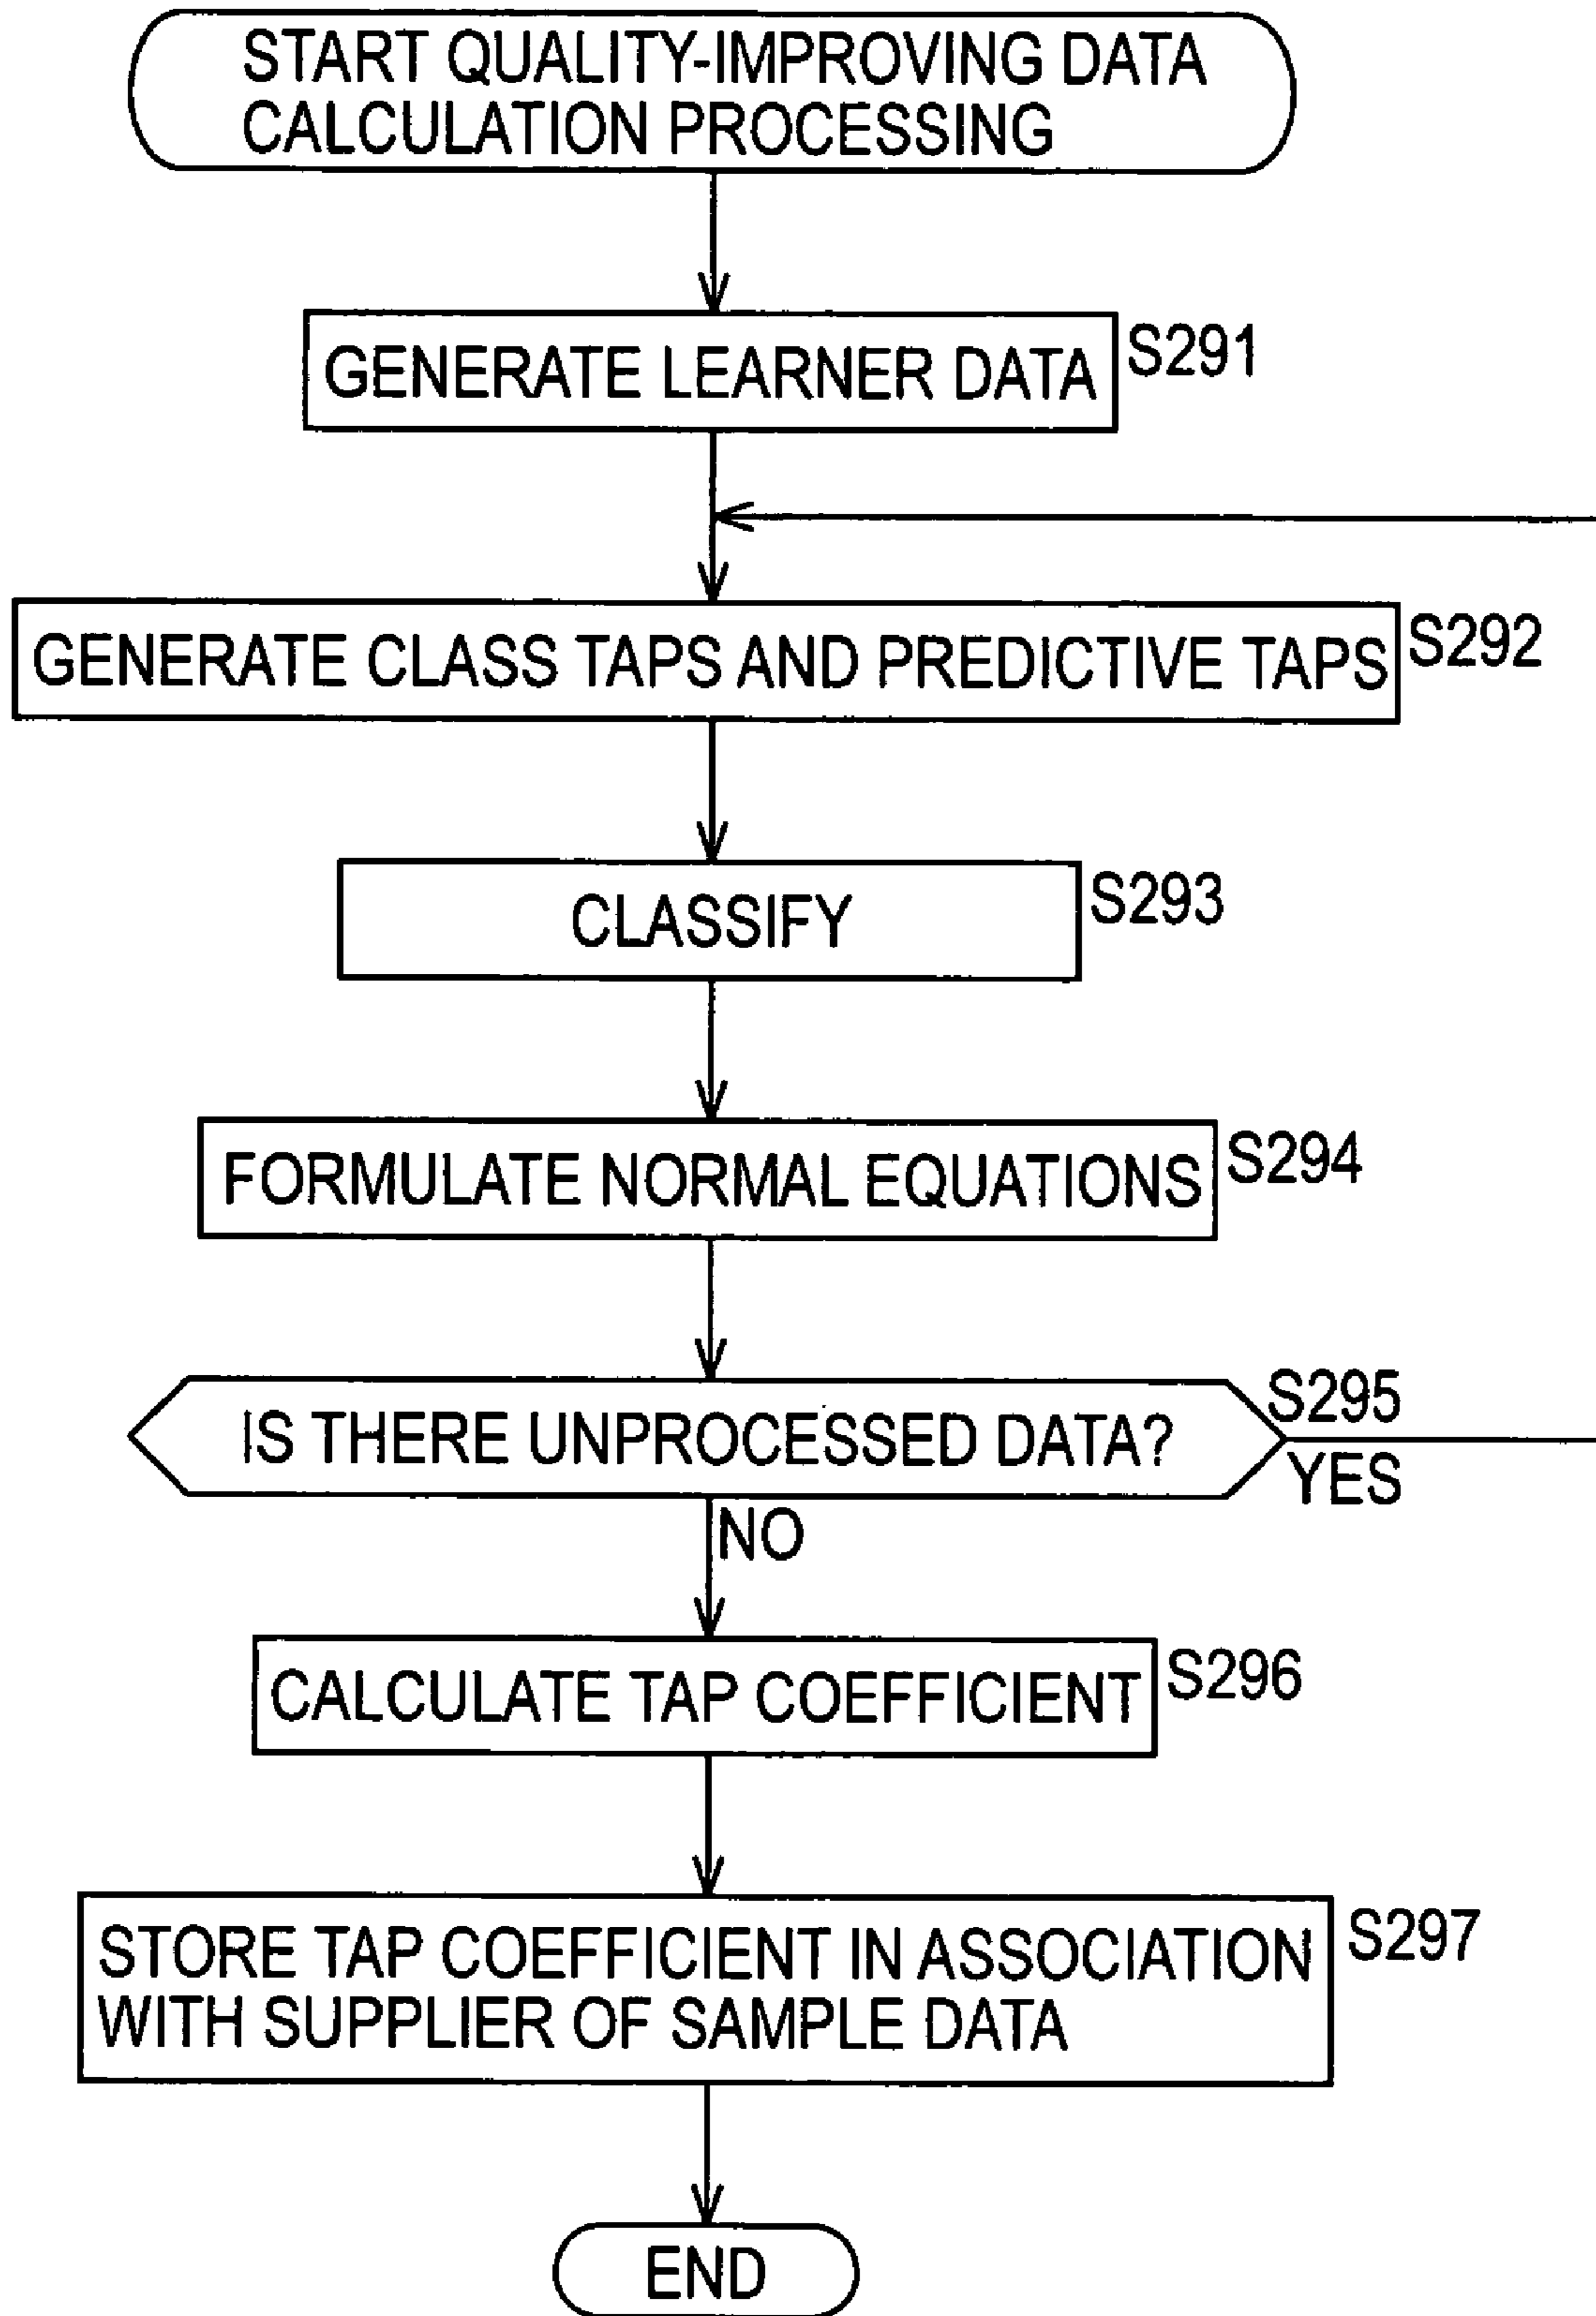 START QUALITY-IMPROVING DATA
CALCULATION PROCESSING
GENERATE LEARNER DATA
S291
GENERATE CLASS TAPS AND PREDICTIVE TAPS
S292
CLASSIFY
S293
FORMULATE NORMAL EQUATIONS
S294
IS THERE UNPROCESSED DATA?
S295
YES
NO
CALCULATE TAP COEFFICIENT
S296
STORE TAP COEFFICIENT IN ASSOCIATION
WITH SUPPLIER OF SAMPLE DATA
S297
END